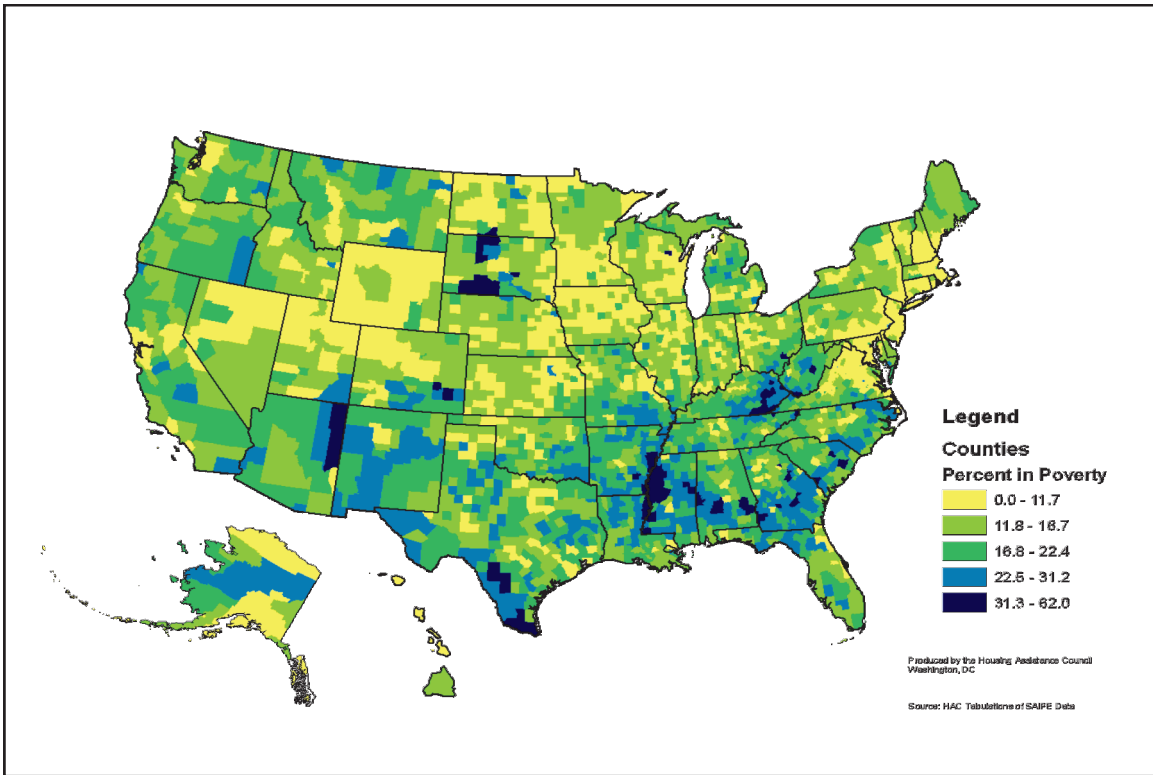 Legend
Counties
Percent in Poverty
0.0 - 11.7
11.8 - 16.7
16.8 - 22.4
22.5 - 31.2
31.3 - 62.0
Produced by the Housing Assistance Council
Washington, DC
Source: HAC Tabulations of SAIPE Data